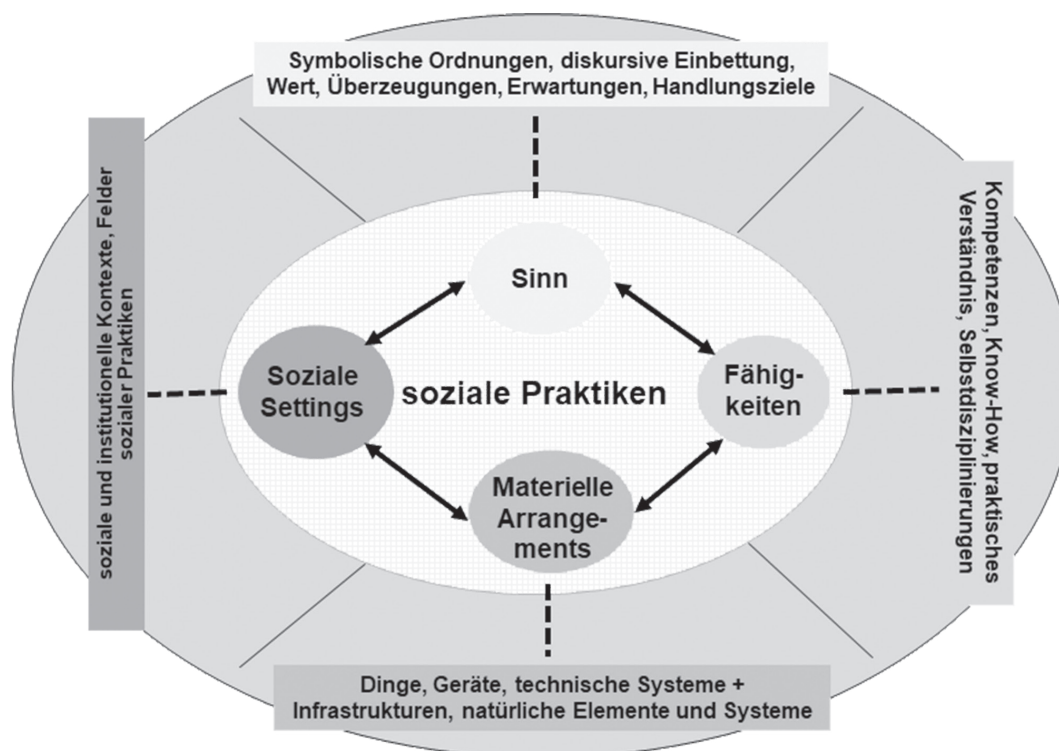 Symbolische Ordnungen, diskursive Einbettung,
Wert, Überzeugungen, Erwartungen, Handlungsziele
soziale und institutionelle Kontexte, Felder
sozialer Praktiken
Sinn
Soziale
Settings
soziale Praktiken
Fähig-
keiten
Materielle
Arrange-
ments
Kompetenzen, Know-How, praktisches
Verständnis, Selbstdisziplinierungen
Dinge, Geräte, technische Systeme +
Infrastrukturen, natürliche Elemente und Systeme